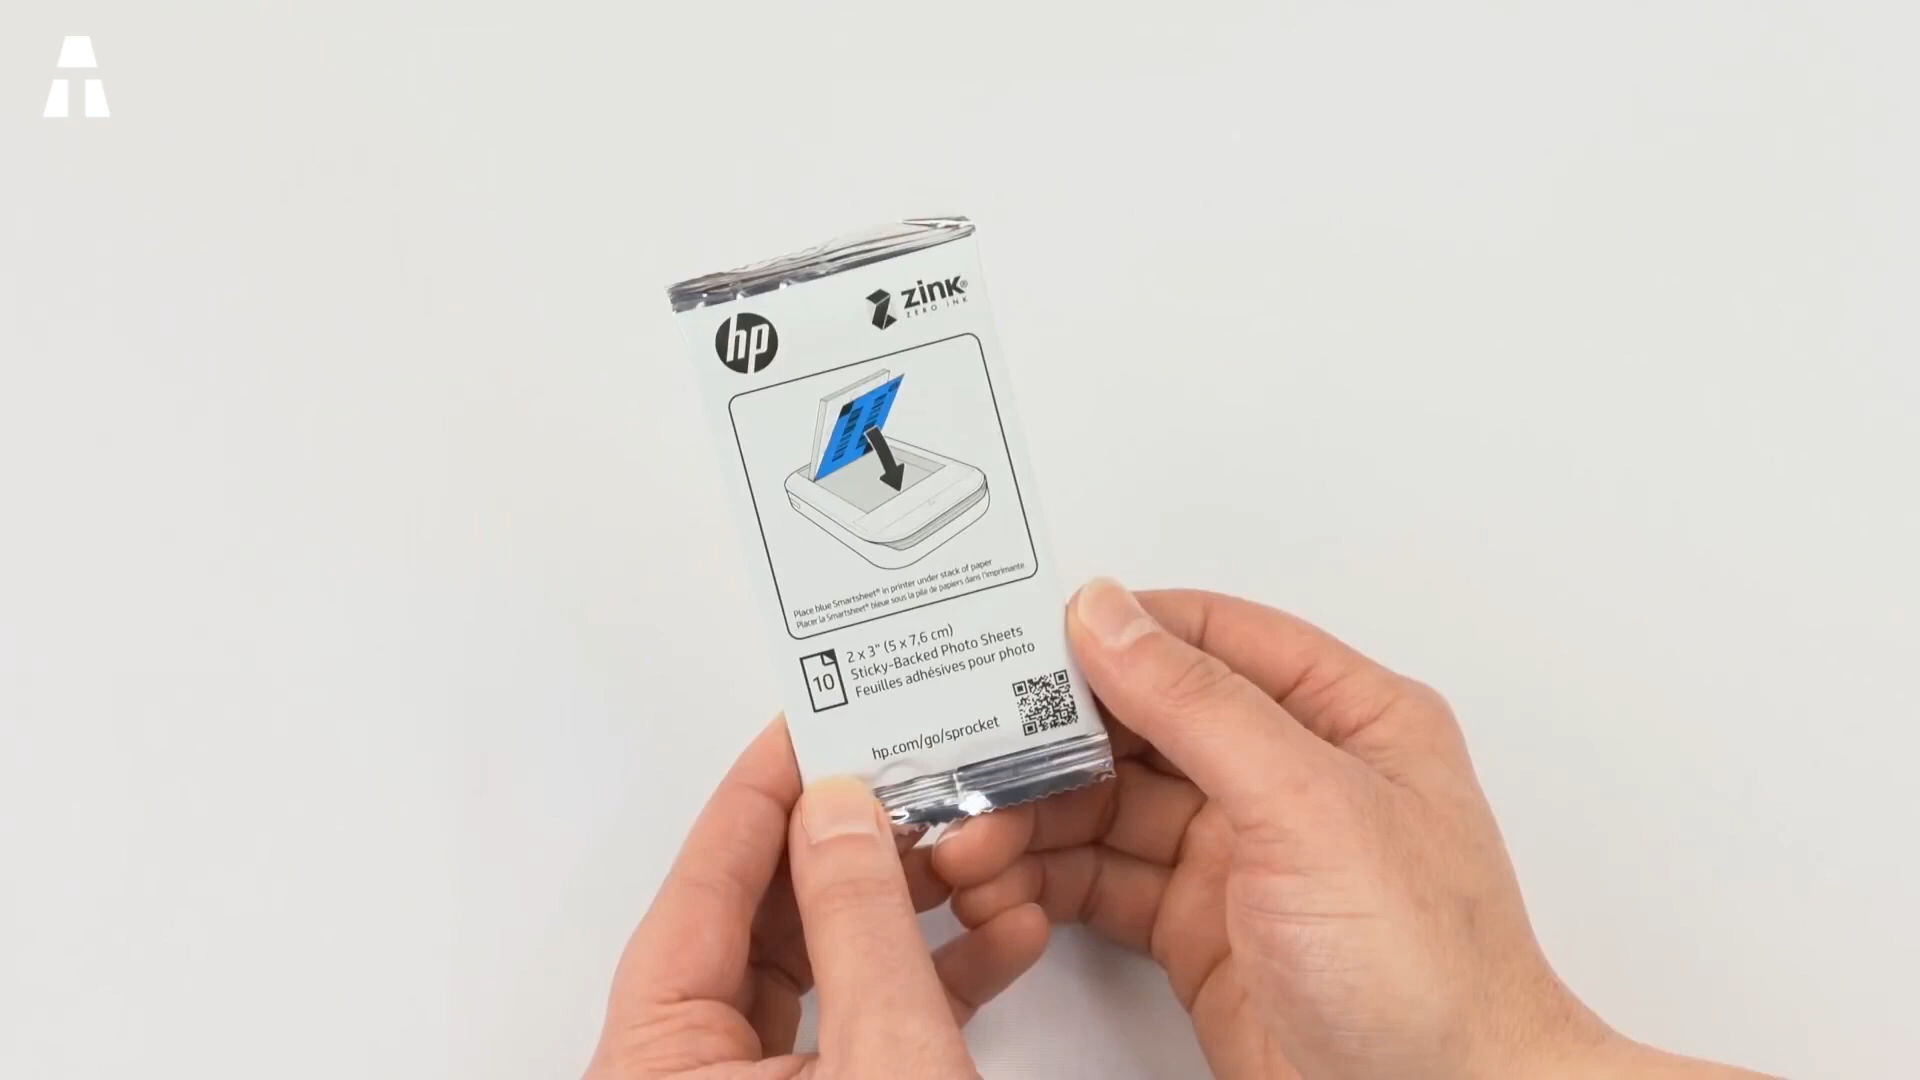 hp
zink®
ZERO INK
Place blue Smartsheet® in printer under stack of paper
Placer la Smartsheet® bleue sous la pile de papiers dans l'imprimante.
10
2 x 3" (5 x 7,6 cm)
Sticky-Backed Photo Sheets
Feuilles adhésives pour photo
hp.com/go/sprocket